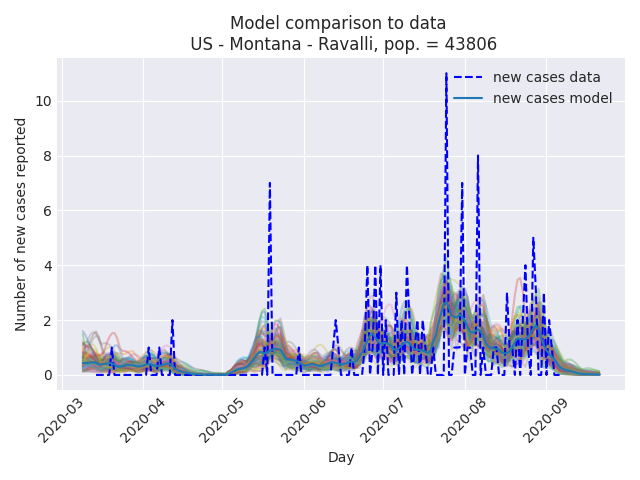 Model comparison to data
US - Montana - Ravalli, pop. = 43806
new cases data
new cases model
Number of new cases reported
10
8
6
4
2
0
2020-03
2020-04
2020-05
2020-06
2020-07
2020-08
2020-09
Day